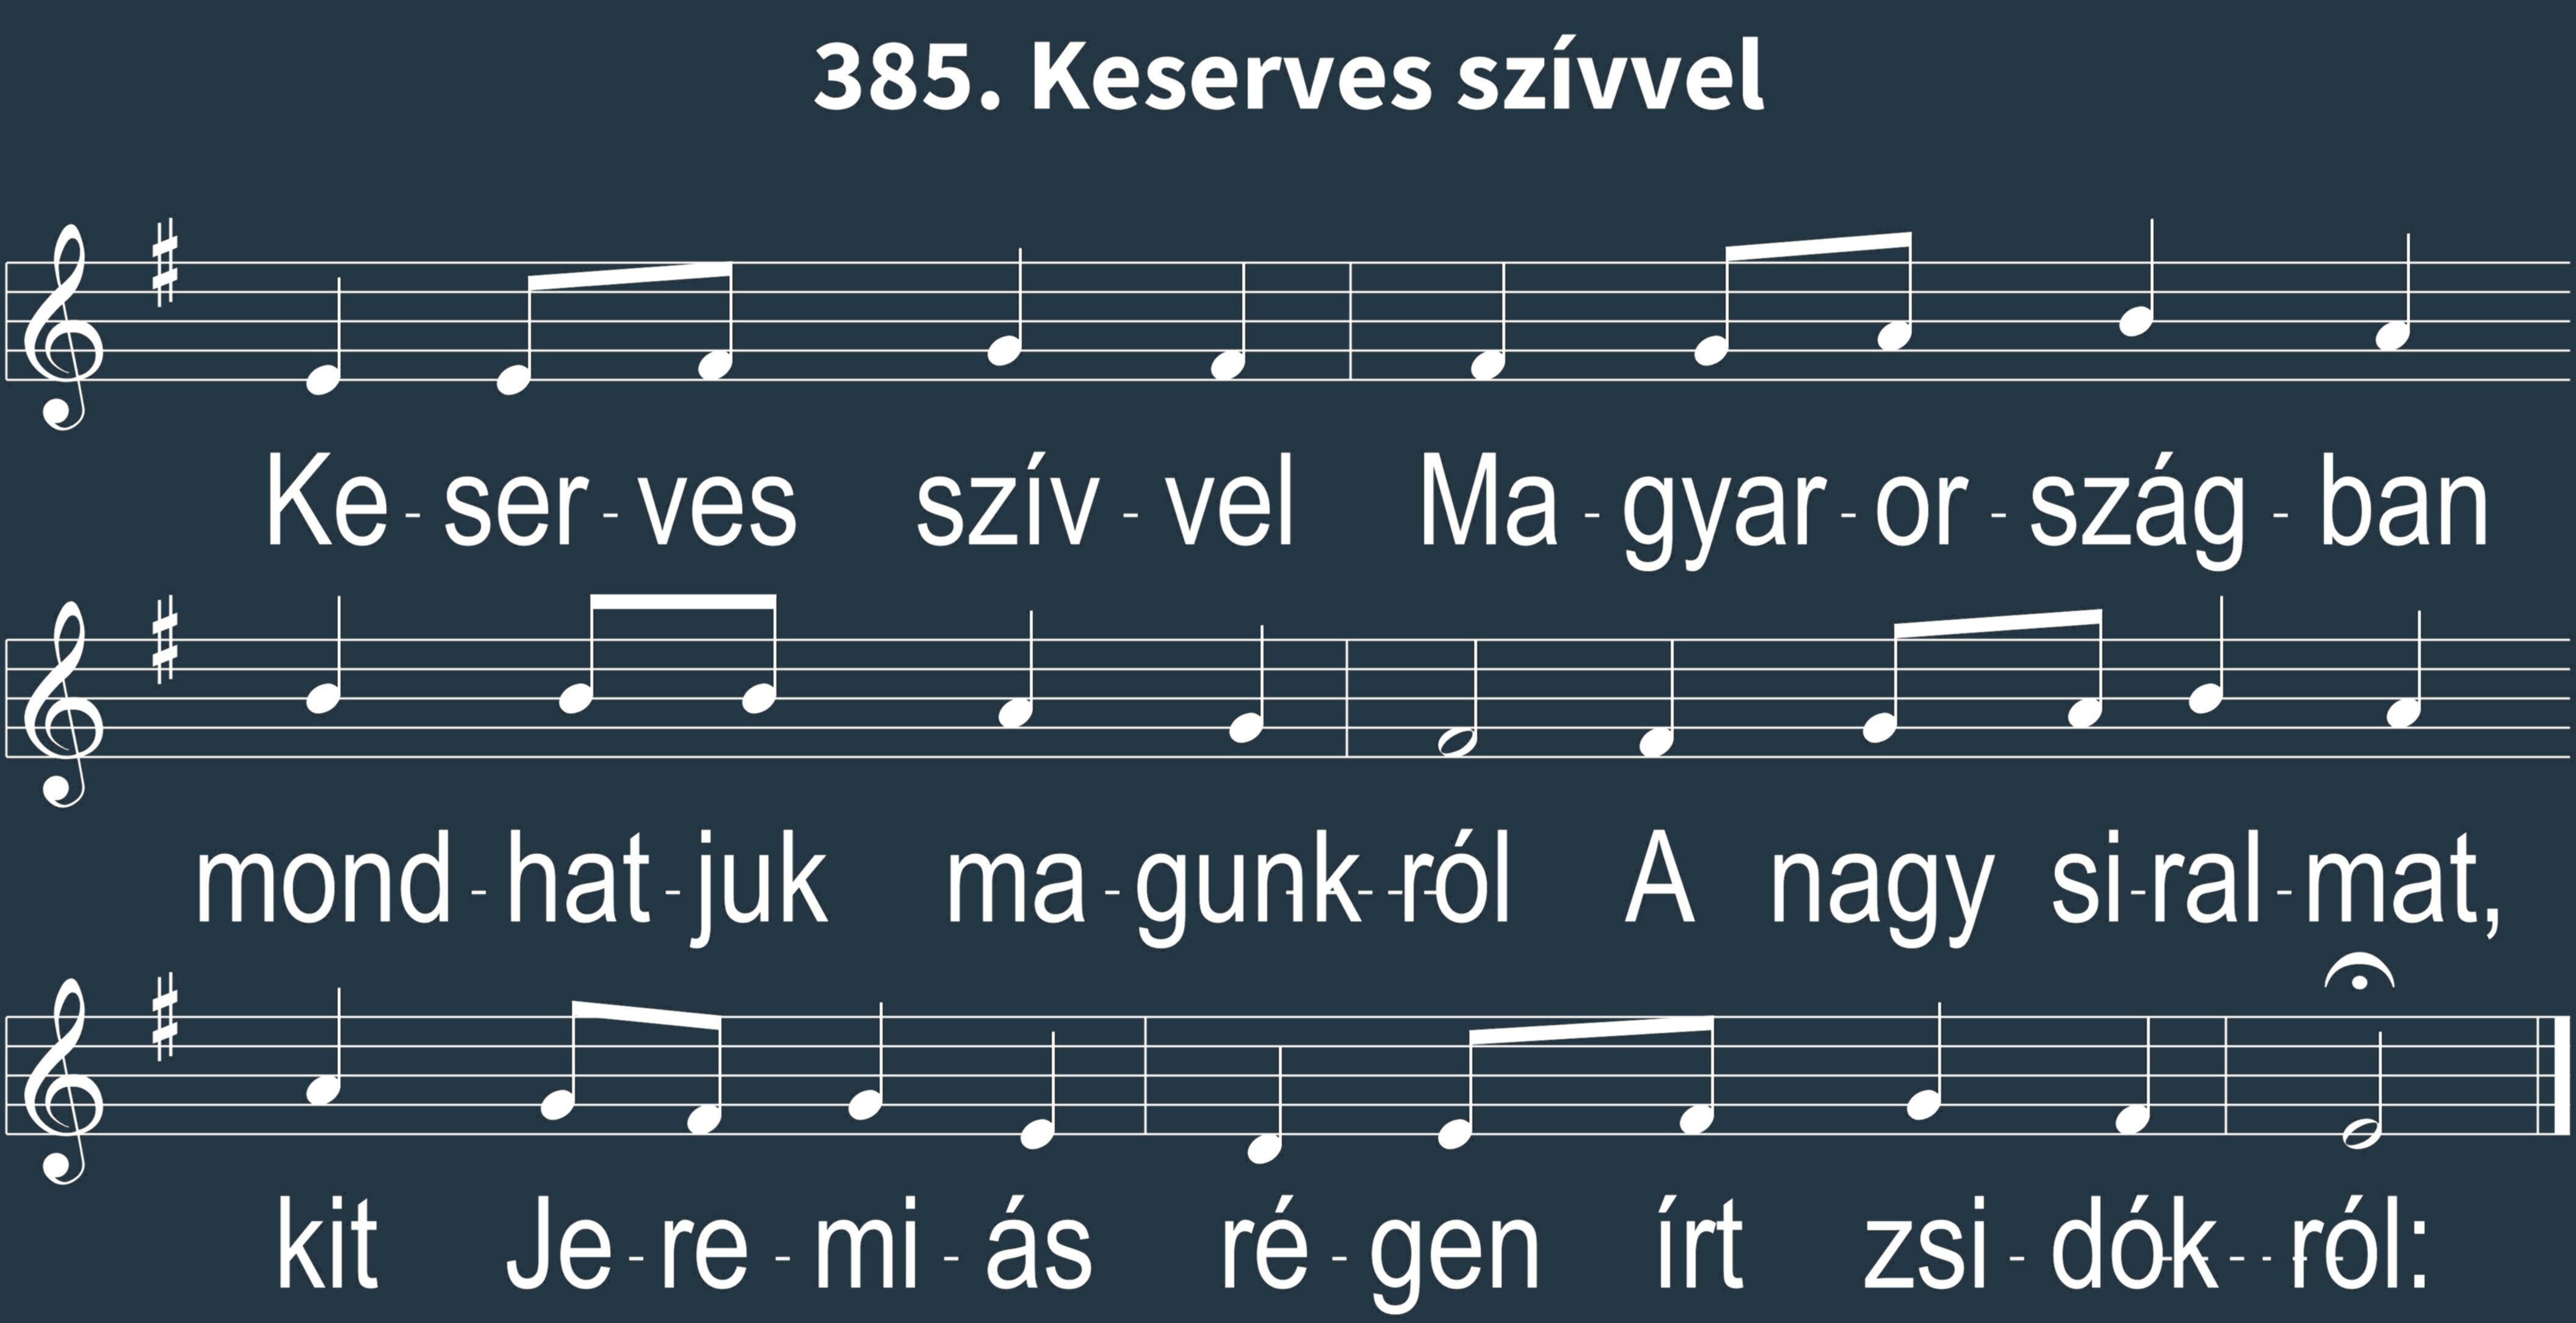 385. Keserves szívvel
Ke - ser - ves szív - vel Ma - gyar - or - szág - ban
mond - hat - juk ma - gunk - - ról A nagy si - ral - mat,
kit Je - re - mi - ás ré - gen írt zsi - dók - - ról: